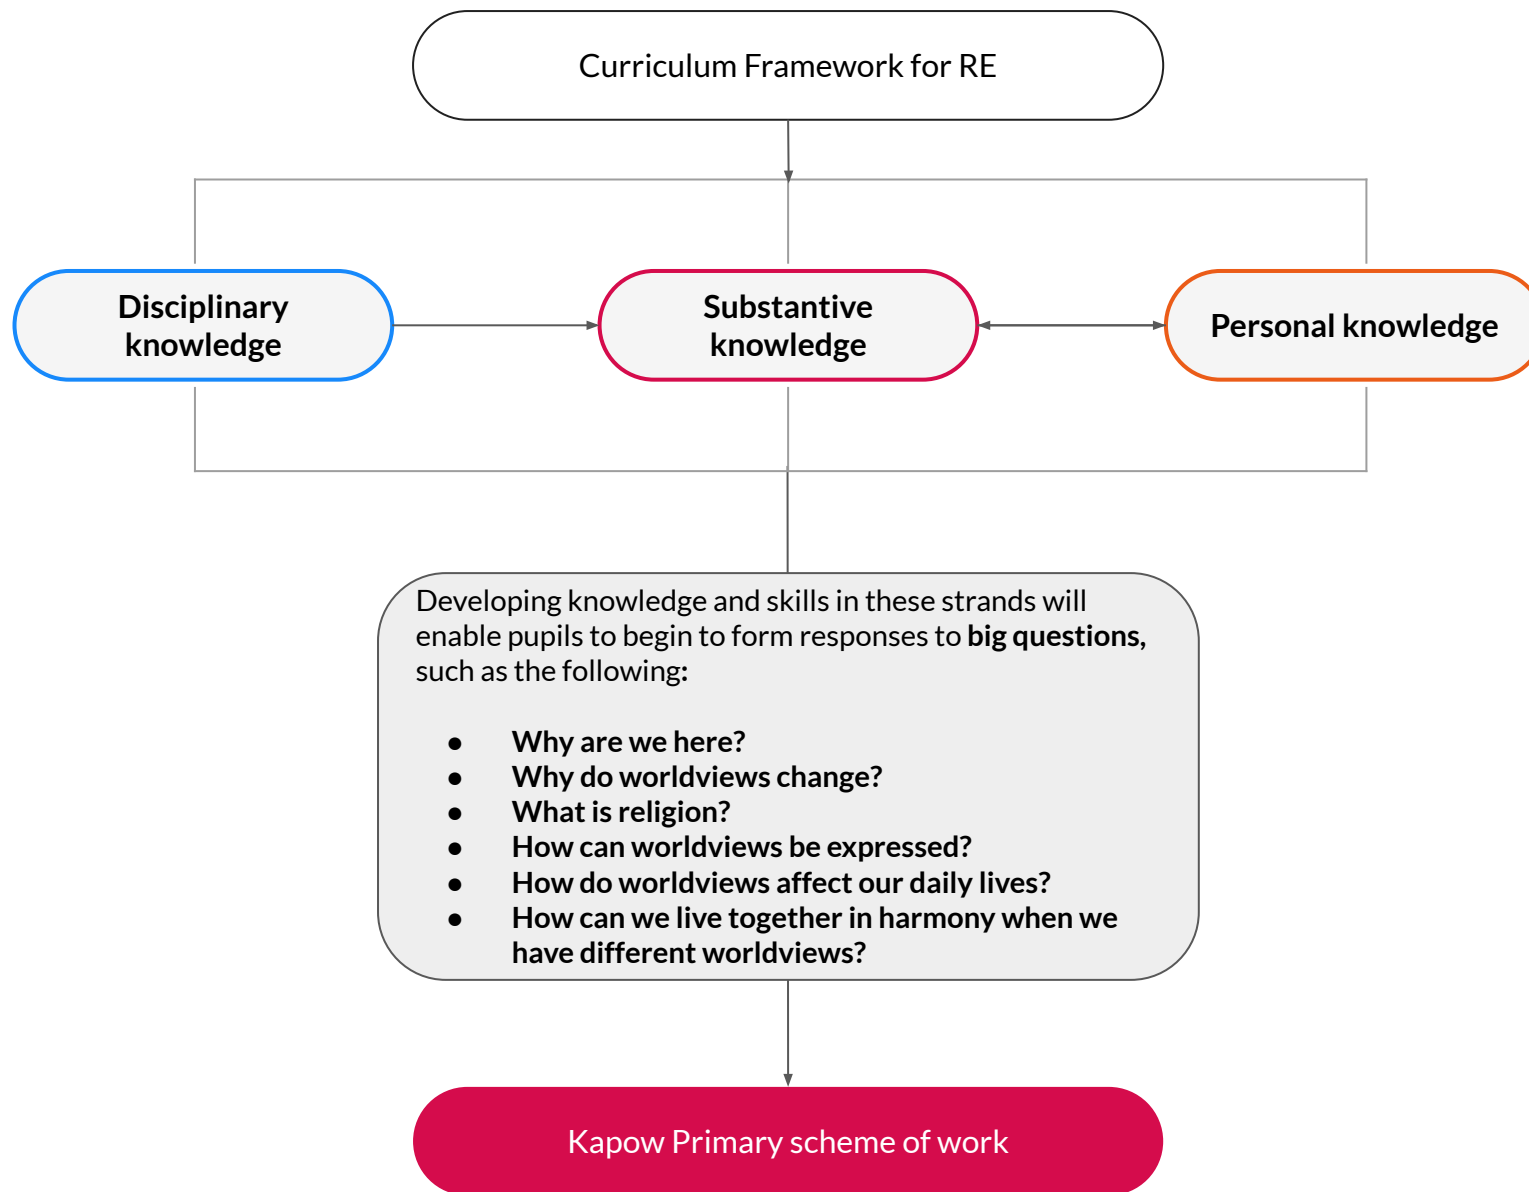 Curriculum Framework for RE
Disciplinary
knowledge
Substantive
knowledge
Personal knowledge
Developing knowledge and skills in these strands will
enable pupils to begin to form responses to big questions,
such as the following:
● Why are we here?
● Why do worldviews change?
● What is religion?
● How can worldviews be expressed?
● How do worldviews affect our daily lives?
● How can we live together in harmony when we
have different worldviews?
Kapow Primary scheme of work